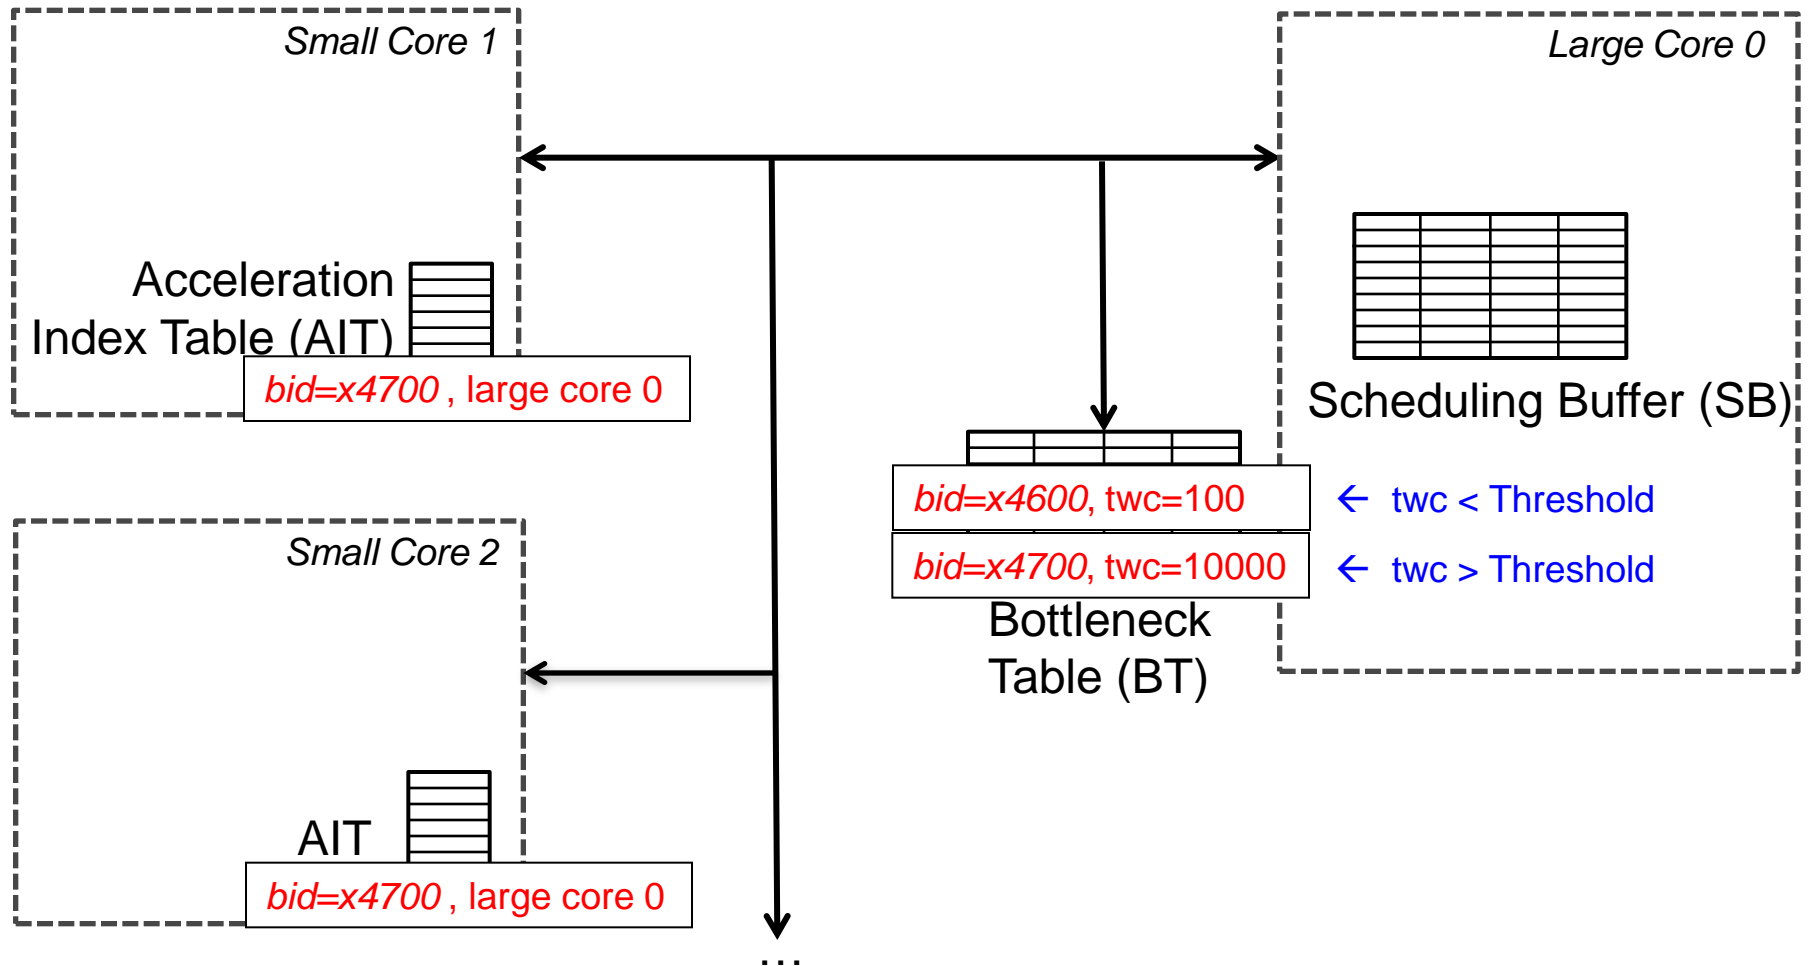 Small Core 1
Large Core 0
Acceleration
Index Table (AIT)
bid=x4700 , large core 0
Scheduling Buffer (SB)
bid=x4600, twc=100
← twc < Threshold
bid=x4700, twc=10000
← twc > Threshold
Bottleneck
Table (BT)
Small Core 2
AIT
bid=x4700 , large core 0
…